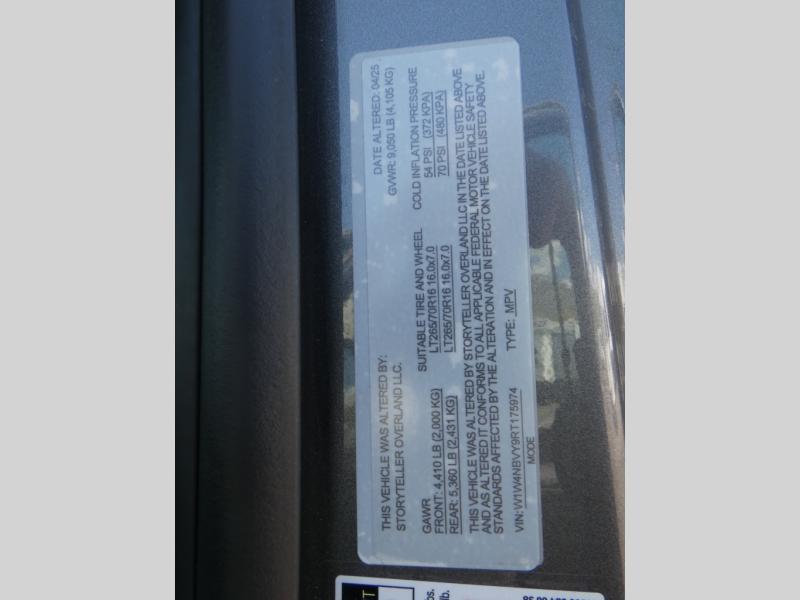 THIS VEHICLE WAS ALTERED BY: DATE ALTERED: 04/25
STORYTELLER OVERLAND LLC. GVWR: 9,050 LB (4,105 KG)
GAWR SUITABLE TIRE AND WHEEL COLD INFLATION PRESSURE
FRONT: 4,410 LB (2,000 KG) LT265/70R16 16.0x7.0 54 PSI (372 KPA)
REAR: 5,360 LB (2,431 KG) LT265/70R16 16.0x7.0 70 PSI (480 KPA)
THIS VEHICLE WAS ALTERED BY STORYTELLER OVERLAND LLC IN THE DATE LISTED ABOVE
AND AS ALTERED IT CONFORMS TO ALL APPLICABLE FEDERAL MOTOR VEHICLE SAFETY
STANDARDS AFFECTED BY THE ALTERATION AND IN EFFECT ON THE DATE LISTED ABOVE.
VIN: W1W4NBVY9RT175974 TYPE: MPV
MODE
T
os.
lb.